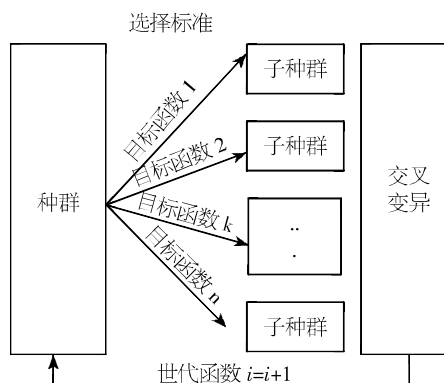 选择标准
子种群
目标函数 1
子种群
目标函数 2
种群
目标函数 k
..
.
交叉
变异
目标函数 n
子种群
世代函数 i=i+1